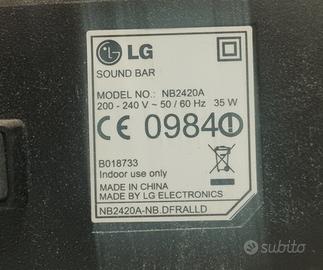 LG
SOUND BAR
MODEL NO.: NB2420A
200 - 240 V ~ 50 / 60 Hz 35 W
CE 0984
B018733
Indoor use only
MADE IN CHINA
MADE BY LG ELECTRONICS
NB2420A-NB.DFRALLD
subito